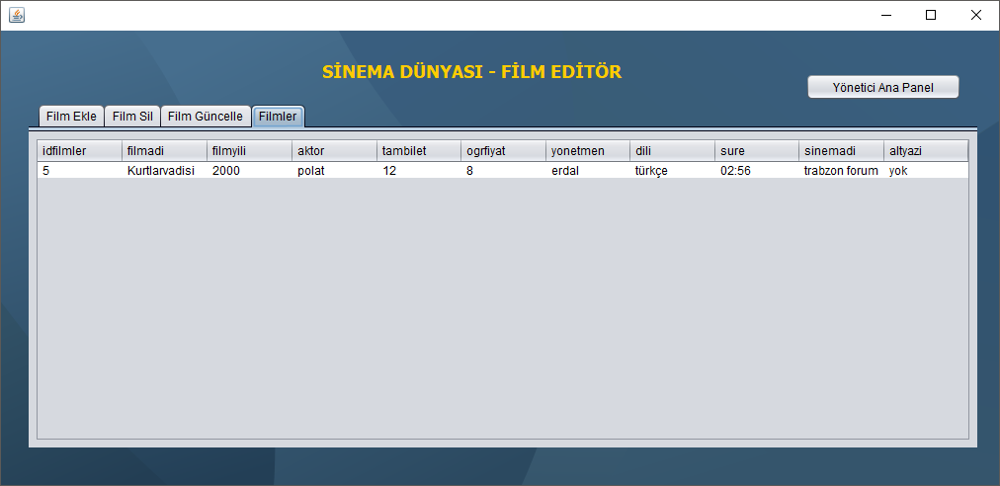 SİNEMA DÜNYASI - FİLM EDİTÖR
Yönetici Ana Panel
Film Ekle Film Sil Film Güncelle Filmler
idfilmler filmadi filmyili aktor tambilet ogrfiyat yonetmen dili sure sinemadi altyazi
5 Kurtlarvadisi 2000 polat 12 8 erdal türkçe 02:56 trabzon forum yok